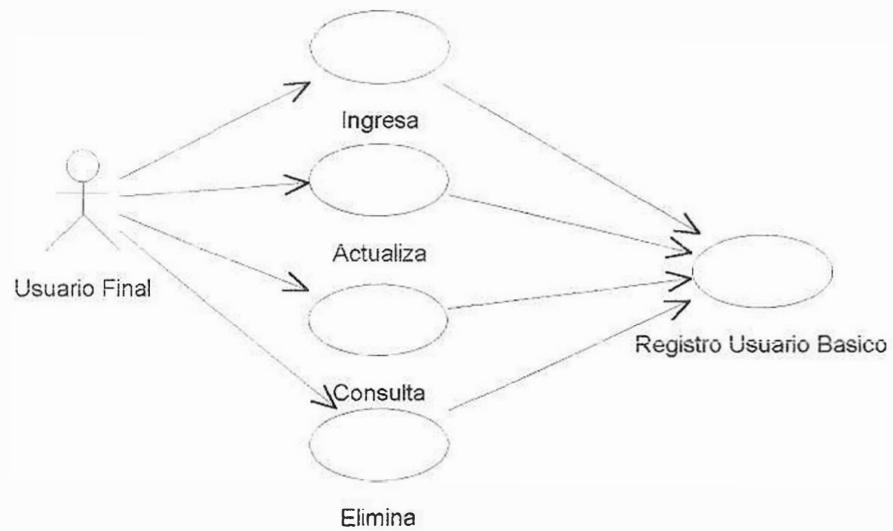 Ingresa
Actualiza
Usuario Final
Registro Usuario Basico
Consulta
Elimina